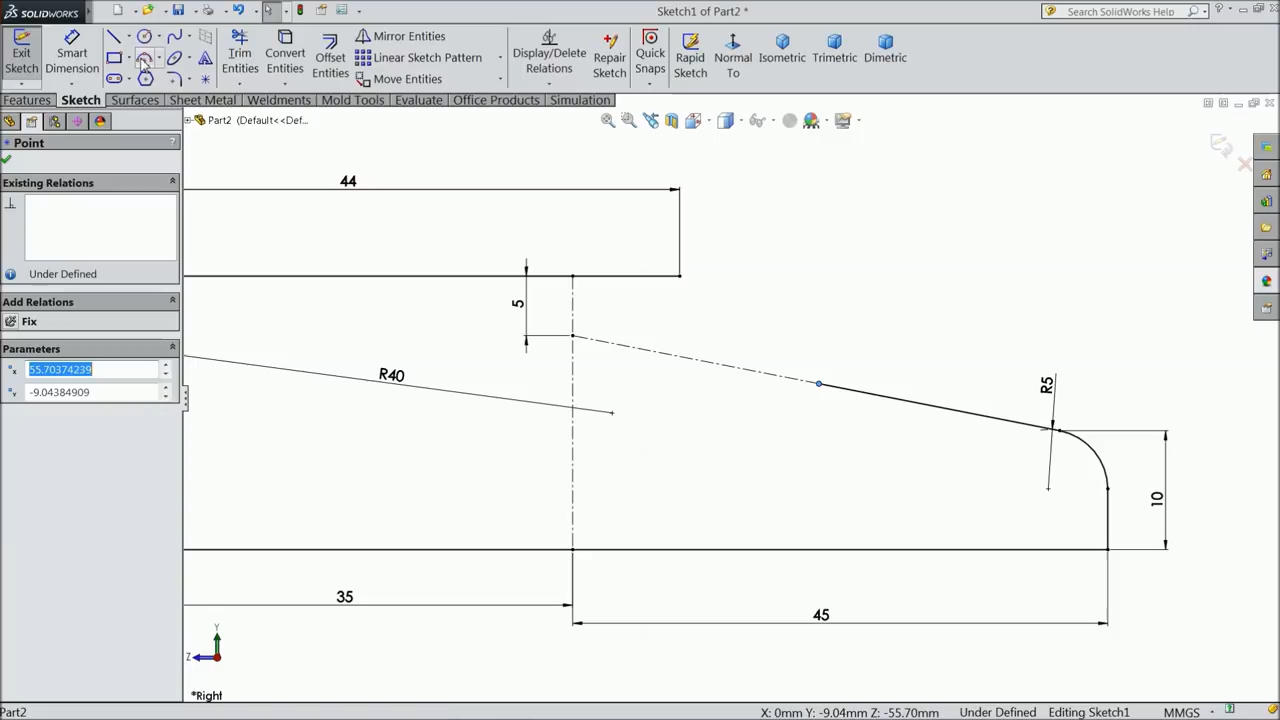 SOLIDWORKS
Sketch1 of Part2 *
Search SolidWorks Help
Exit Sketch
Smart Dimension
Trim Entities
Convert Entities
Offset Entities
Mirror Entities
Linear Sketch Pattern
Move Entities
Display/Delete Relations
Quick Snaps
Repair Sketch
Rapid Sketch
Normal To
Isometric
Trimetric
Dimetric
Features
Sketch
Surfaces
Sheet Metal
Weldments
Mold Tools
Evaluate
Office Products
Simulation
Part2 (Default<<Def...
Point
?
Existing Relations
Under Defined
Add Relations
Fix
Parameters
55.70374239
-9.04384909
44
5
R40
R5
10
35
45
Y
Z
*Right
Part2
X: 0mm Y: -9.04mm Z: -55.70mm
Under Defined
Editing Sketch1
MMGS